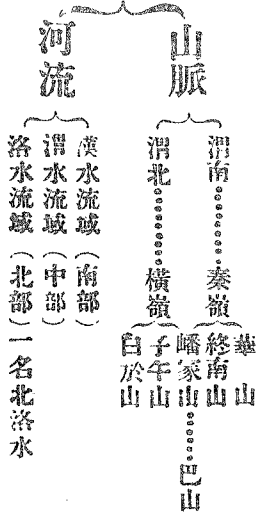 山脈
渭南……秦嶺
華山
終南山
嶓冢山……巴山
渭北……橫嶺
子午山
白於山
河流
漢水流域（南部）
渭水流域（中部）
洛水流域（北部）一名北洛水